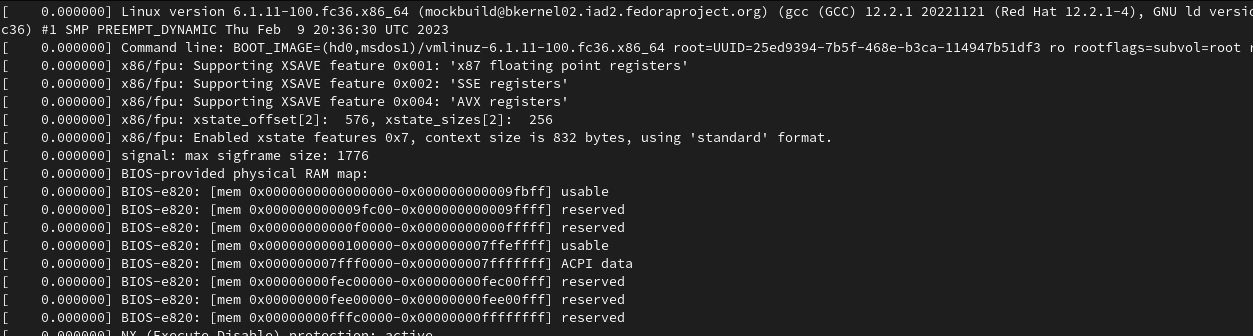 [    0.000000] Linux version 6.1.11-100.fc36.x86_64 (mockbuild@bkernel02.iad2.fedoraproject.org) (gcc (GCC) 12.2.1 20221121 (Red Hat 12.2.1-4), GNU ld versio
c36) #1 SMP PREEMPT_DYNAMIC Thu Feb  9 20:36:30 UTC 2023
[    0.000000] Command line: BOOT_IMAGE=(hd0,msdos1)/vmlinuz-6.1.11-100.fc36.x86_64 root=UUID=25ed9394-7b5f-468e-b3ca-114947b51df3 ro rootflags=subvol=root r
[    0.000000] x86/fpu: Supporting XSAVE feature 0x001: 'x87 floating point registers'
[    0.000000] x86/fpu: Supporting XSAVE feature 0x002: 'SSE registers'
[    0.000000] x86/fpu: Supporting XSAVE feature 0x004: 'AVX registers'
[    0.000000] x86/fpu: xstate_offset[2]:  576, xstate_sizes[2]:  256
[    0.000000] x86/fpu: Enabled xstate features 0x7, context size is 832 bytes, using 'standard' format.
[    0.000000] signal: max sigframe size: 1776
[    0.000000] BIOS-provided physical RAM map:
[    0.000000] BIOS-e820: [mem 0x0000000000000000-0x000000000009fbff] usable
[    0.000000] BIOS-e820: [mem 0x000000000009fc00-0x000000000009ffff] reserved
[    0.000000] BIOS-e820: [mem 0x00000000000f0000-0x00000000000fffff] reserved
[    0.000000] BIOS-e820: [mem 0x0000000000100000-0x000000007ffeffff] usable
[    0.000000] BIOS-e820: [mem 0x000000007fff0000-0x000000007fffffff] ACPI data
[    0.000000] BIOS-e820: [mem 0x00000000fec00000-0x00000000fec00fff] reserved
[    0.000000] BIOS-e820: [mem 0x00000000fee00000-0x00000000fee00fff] reserved
[    0.000000] BIOS-e820: [mem 0x00000000fffc0000-0x00000000ffffffff] reserved
[    0.000000] NX (Execute Disable) protection: active